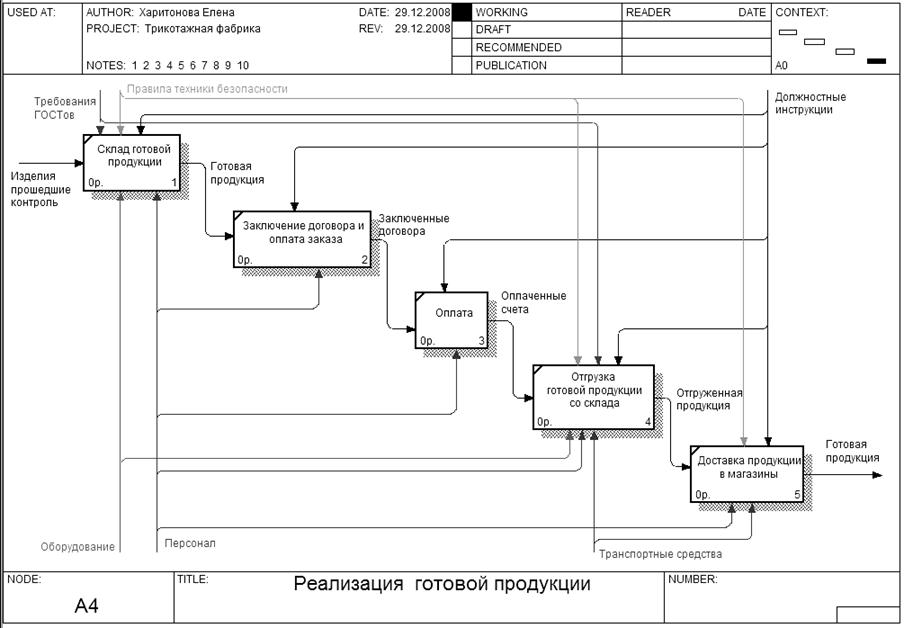 USED AT:
AUTHOR: Харитонова Елена
DATE: 29.12.2008
PROJECT: Трикотажная фабрика
REV: 29.12.2008
NOTES: 1 2 3 4 5 6 7 8 9 10
WORKING
DRAFT
RECOMMENDED
PUBLICATION
READER
DATE
CONTEXT:
A0
Требования
ГОСТов
Правила техники безопасности
Должностные
инструкции
Изделия
прошедшие
контроль
Склад готовой
продукции
0р. 1
Готовая
продукция
Заключение договора и
оплата заказа
0р. 2
Заключенные
договора
Оплата
0р. 3
Оплаченные
счета
Отгрузка
готовой продукции
со склада
0р. 4
Отгруженная
продукция
Доставка продукции
в магазины
0р. 5
Готовая
продукция
Оборудование
Персонал
Транспортные средства
NODE:
A4
TITLE:
Реализация готовой продукции
NUMBER: